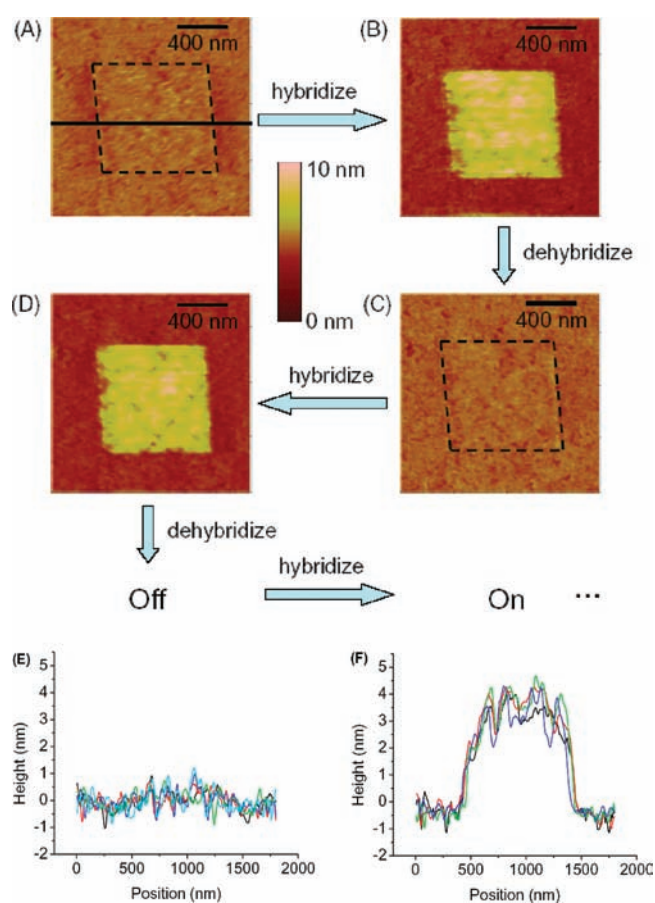 (A)
400 nm
hybridize
(B)
400 nm
10 nm
0 nm
dehybridize
(D)
400 nm
hybridize
(C)
400 nm
dehybridize
Off
hybridize
On ...
(E)
Height (nm)
5
4
3
2
1
0
-1
-2
0 500 1000 1500 2000
Position (nm)
(F)
Height (nm)
5
4
3
2
1
0
-1
-2
0 500 1000 1500 2000
Position (nm)